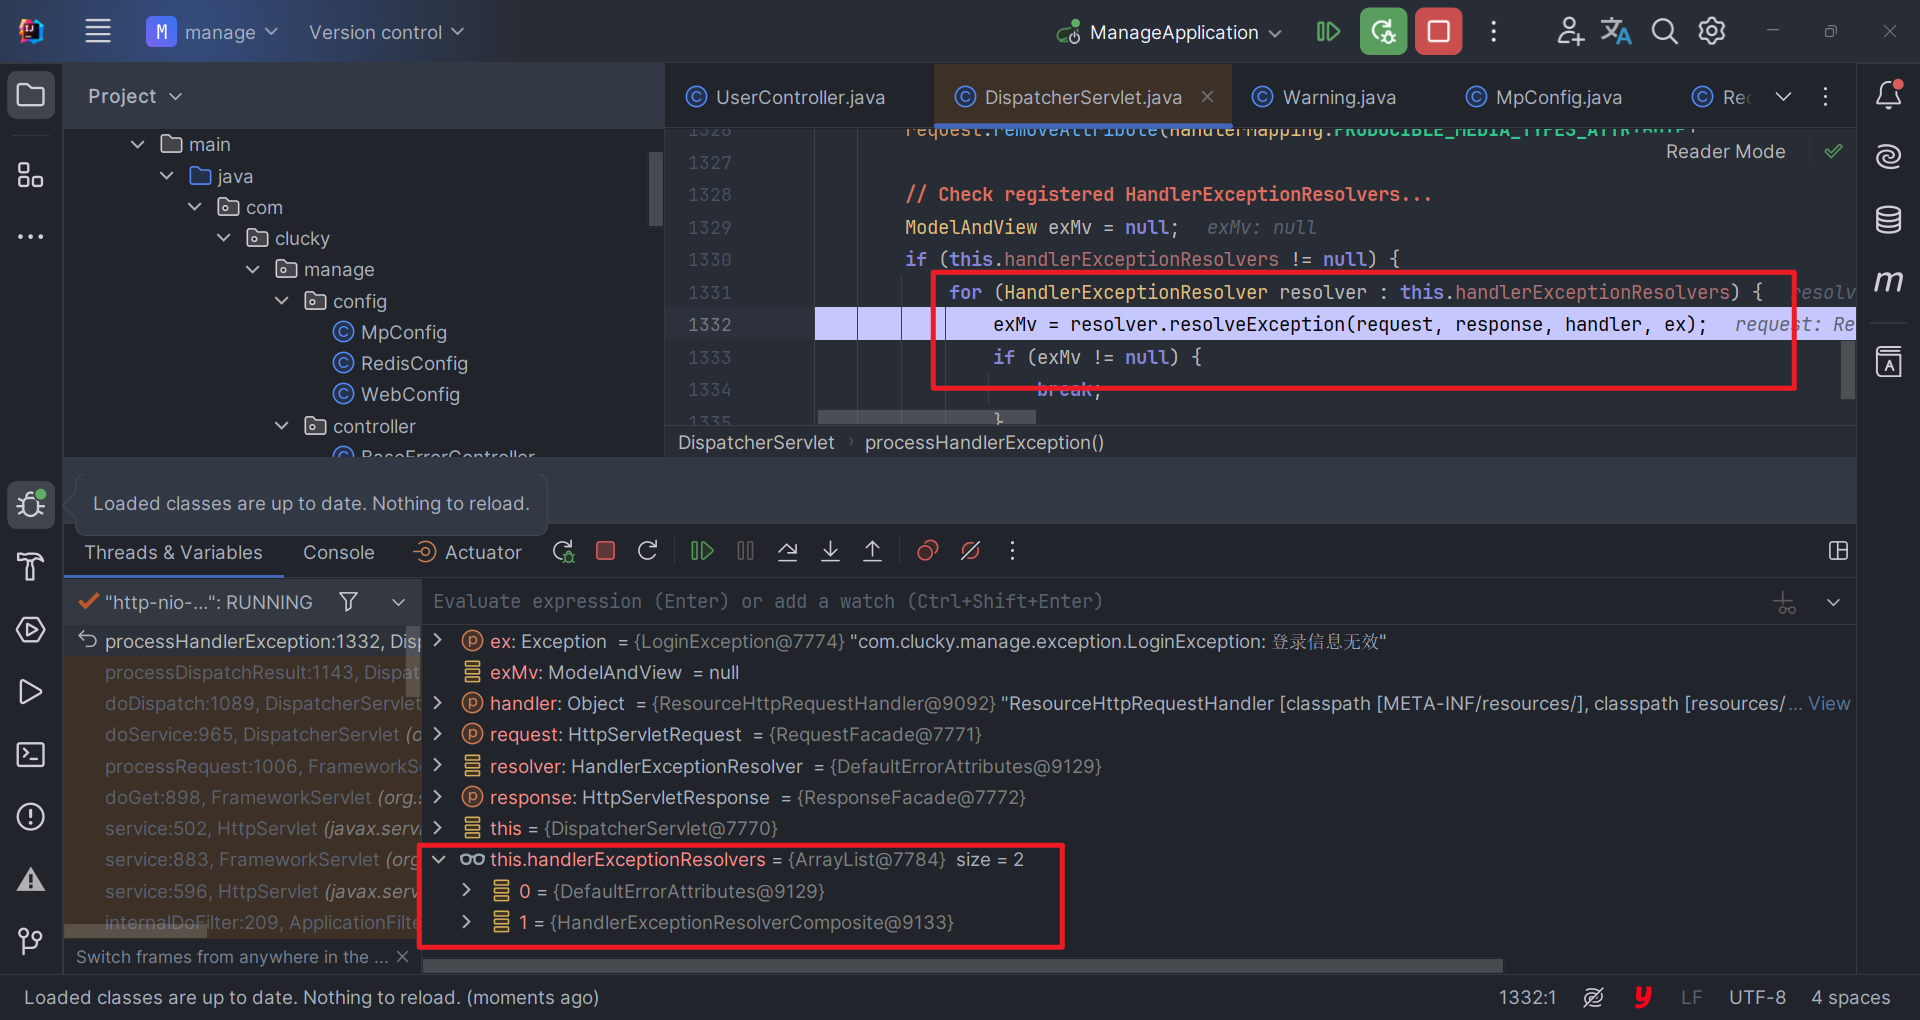 M manage Version control ManageApplication
Project
UserController.java DispatcherServlet.java Warning.java MpConfig.java Rec
main
java
com
clucky
manage
config
MpConfig
RedisConfig
WebConfig
controller
BaseErrorController
1326 request.removeAttribute(HandlerMapping.PRODUCIBLE_MEDIA_TYPES_ATTRIBUTE)
Reader Mode
1327
1328 // Check registered HandlerExceptionResolvers...
1329 ModelAndView exMv = null; exMv: null
1330 if (this.handlerExceptionResolvers != null) {
1331 for (HandlerExceptionResolver resolver : this.handlerExceptionResolvers) { resolv
1332 exMv = resolver.resolveException(request, response, handler, ex); request: Re
1333 if (exMv != null) {
1334 break;
1335 }
DispatcherServlet › processHandlerException()
Loaded classes are up to date. Nothing to reload.
Threads & Variables Console Actuator
"http-nio-...": RUNNING
Evaluate expression (Enter) or add a watch (Ctrl+Shift+Enter)
processHandlerException:1332, Disp
processDispatchResult:1143, Dispat
doDispatch:1089, DispatcherServlet
doService:965, DispatcherServlet (o
processRequest:1006, FrameworkSe
doGet:898, FrameworkServlet (org.s
service:502, HttpServlet (javax.serv
service:883, FrameworkServlet (org
service:596, HttpServlet (javax.serv
internalDoFilter:209, ApplicationFilte
Switch frames from anywhere in the ...
ex: Exception = {LoginException@7774} "com.clucky.manage.exception.LoginException: 登录信息无效"
exMv: ModelAndView = null
handler: Object = {ResourceHttpRequestHandler@9092} "ResourceHttpRequestHandler [classpath [META-INF/resources/], classpath [resources/... View
request: HttpServletRequest = {RequestFacade@7771}
resolver: HandlerExceptionResolver = {DefaultErrorAttributes@9129}
response: HttpServletResponse = {ResponseFacade@7772}
this = {DispatcherServlet@7770}
this.handlerExceptionResolvers = {ArrayList@7784} size = 2
0 = {DefaultErrorAttributes@9129}
1 = {HandlerExceptionResolverComposite@9133}
Loaded classes are up to date. Nothing to reload. (moments ago)
1332:1 LF UTF-8 4 spaces